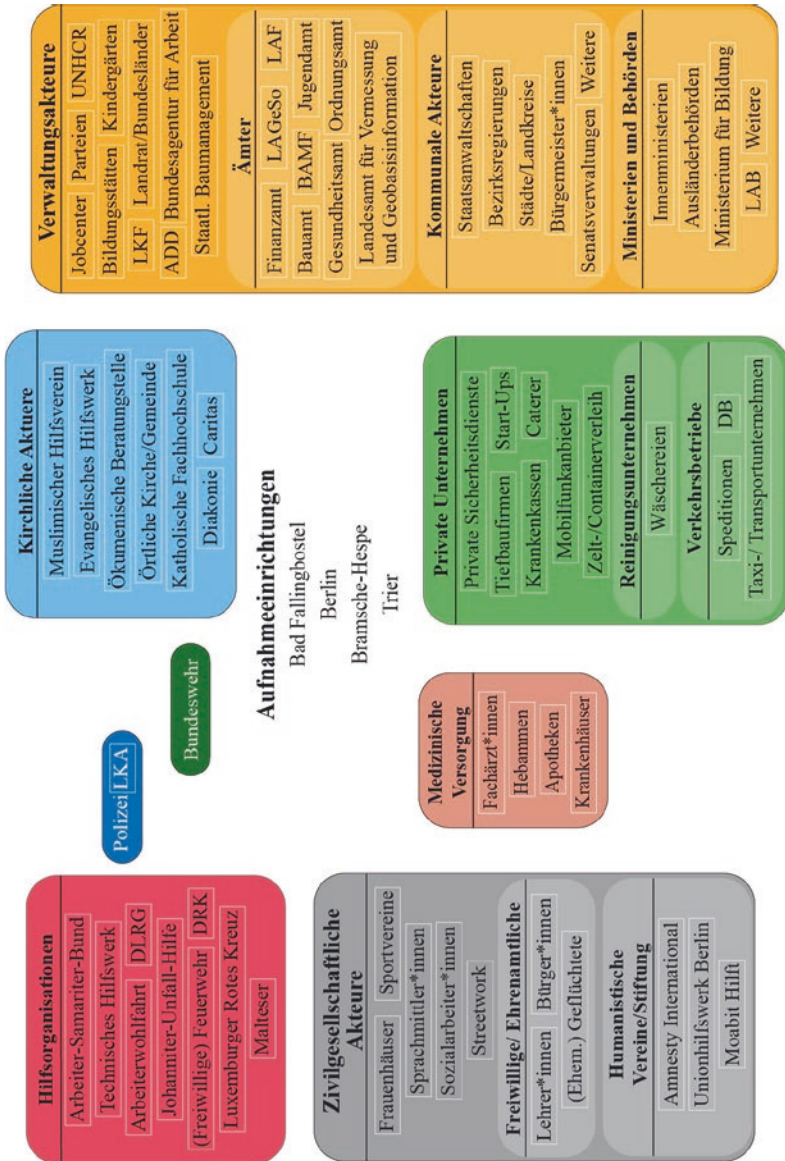 Hilfsorganisationen
Arbeiter-Samariter-Bund
Technisches Hilfswerk
Arbeiterwohlfahrt DLRG
Johanniter-Unfall-Hilfe
(Freiwillige) Feuerwehr DRK
Luxemburger Rotes Kreuz
Malteser
Polizei LKA
Bundeswehr
Kirchliche Aktuere
Muslimischer Hilfsverein
Evangelisches Hilfswerk
Ökumenische Beratungstelle
Örtliche Kirche/Gemeinde
Katholische Fachhochschule
Diakonie Caritas
Verwaltungsakteure
Jobcenter Parteien UNHCR
Bildungsstätten Kindergärten
LKF Landrat/Bundesländer
ADD Bundesagentur für Arbeit
Staatl. Baumanagement
Ämter
Finanzamt LAGeSo LAF
Bauamt BAMF Jugendamt
Gesundheitsamt Ordnungsamt
Landesamt für Vermessung
und Geobasisinformation
Kommunale Akteure
Staatsanwaltschaften
Bezirksregierungen
Städte/Landkreise
Bürgermeister*innen
Senatsverwaltungen Weitere
Ministerien und Behörden
Innenministerien
Ausländerbehörden
Ministerium für Bildung
LAB Weitere
Aufnahmeeinrichtungen
Bad Fallingbostel
Berlin
Bramsche-Hespe
Trier
Zivilgesellschaftliche
Akteure
Frauenhäuser Sportvereine
Sprachmittler*innen
Sozialarbeiter*innen
Streetwork
Freiwillige/ Ehrenamtliche
Lehrer*innen Bürger*innen
(Ehem.) Geflüchtete
Humanistische
Vereine/Stiftung
Amnesty International
Unionhilfswerk Berlin
Moabit Hilft
Medizinische
Versorgung
Fachärzt*innen
Hebammen
Apotheken
Krankenhäuser
Private Unternehmen
Private Sicherheitsdienste
Tiefbaufirmen Start-Ups
Krankenkassen Caterer
Mobilfunkanbieter
Zelt-/Containerverleih
Reinigungsunternehmen
Wäschereien
Verkehrsbetriebe
Speditionen DB
Taxi-/ Transportunternehmen